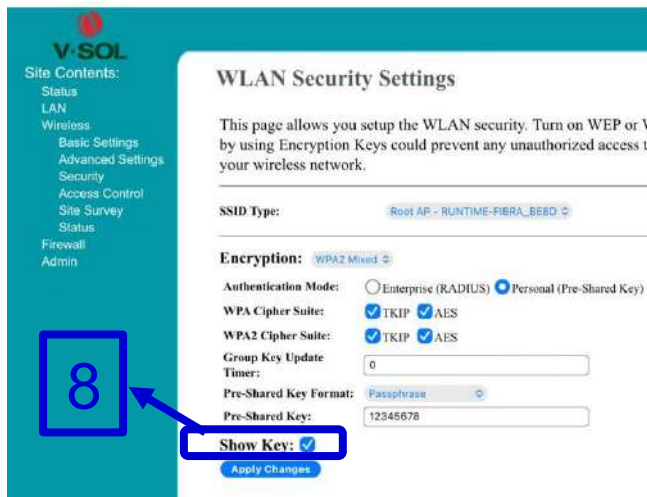 V·SOL
Site Contents:
Status
LAN
Wireless
Basic Settings
Advanced Settings
Security
Access Control
Site Survey
Status
Firewall
Admin
WLAN Security Settings
This page allows you setup the WLAN security. Turn on WEP or
by using Encryption Keys could prevent any unauthorized access
your wireless network.
SSID Type: Root AP - RUNTIME-FIBRA_BEBD
Encryption: WPA2 Mixed
Authentication Mode: Enterprise (RADIUS) Personal (Pre-Shared Key)
WPA Cipher Suite: TKIP AES
WPA2 Cipher Suite: TKIP AES
Group Key Update
Timer: 0
Pre-Shared Key Format: Passphrase
Pre-Shared Key: 12345678
Show Key:
Apply Changes
8